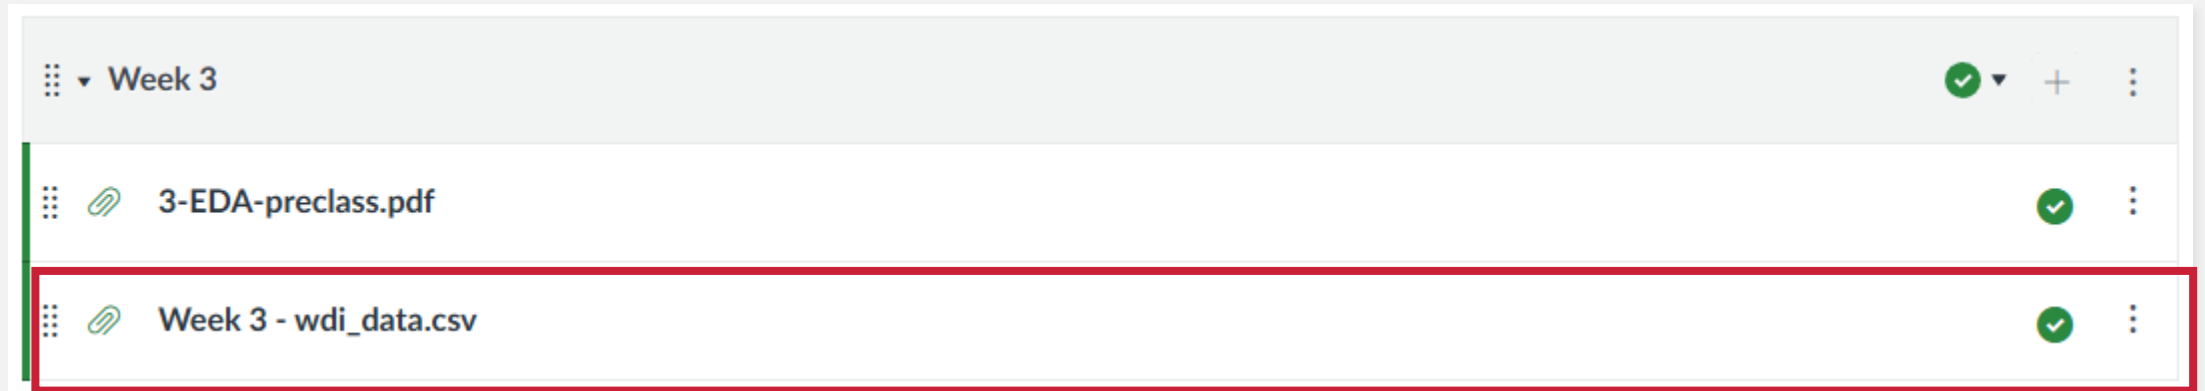 Week 3
3-EDA-preclass.pdf
Week 3 - wdi_data.csv